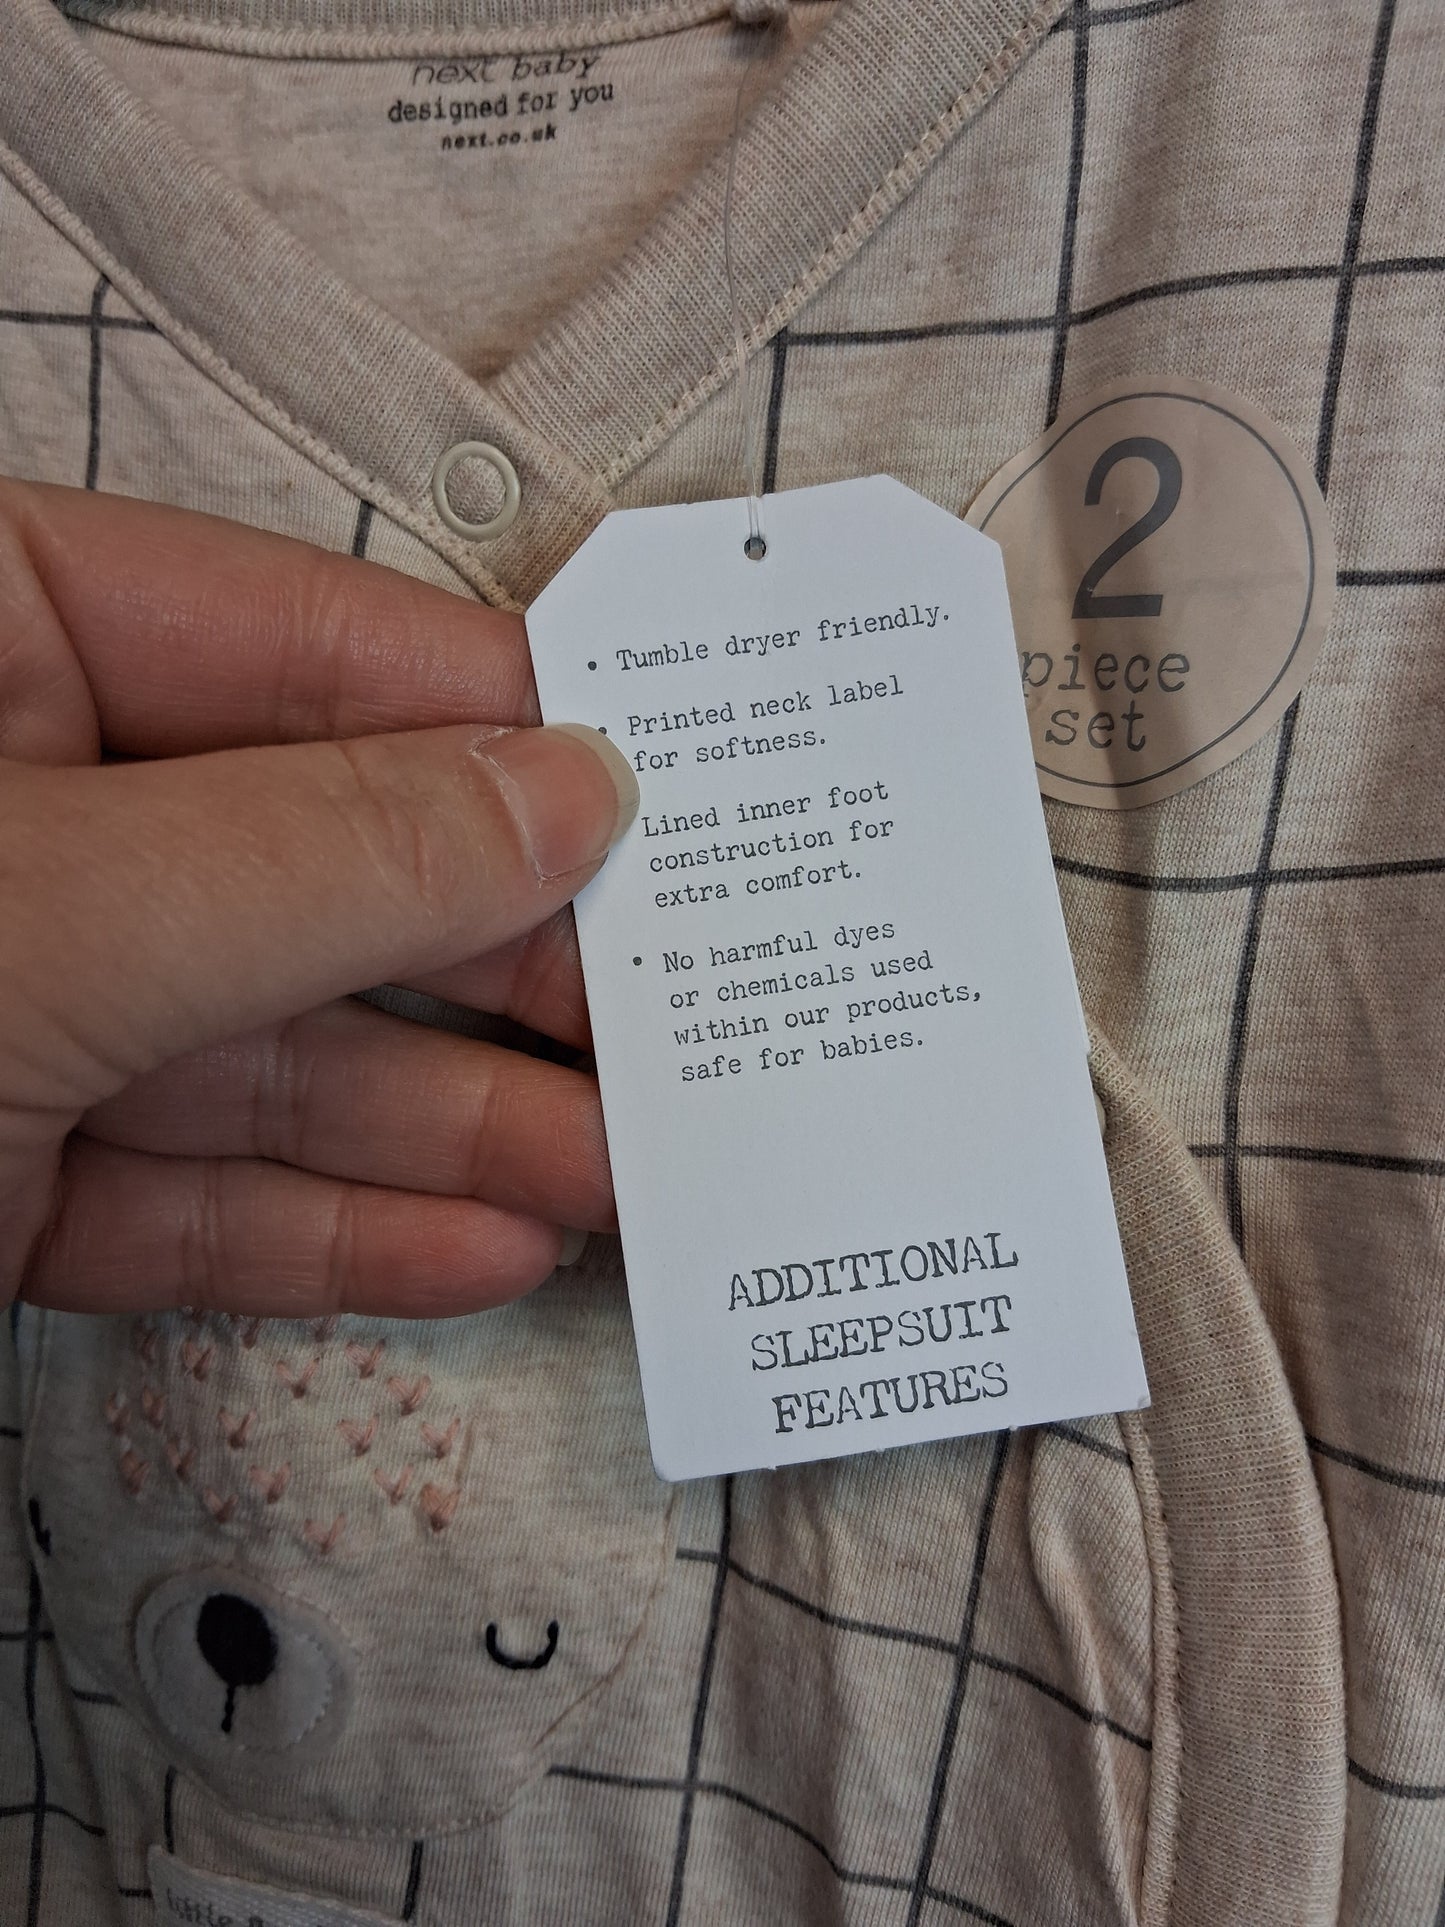 next baby
designed for you
next.co.uk
2
piece
set
• Tumble dryer friendly.
• Printed neck label
for softness.
Lined inner foot
construction for
extra comfort.
• No harmful dyes
or chemicals used
within our products,
safe for babies.
ADDITIONAL
SLEEPSUIT
FEATURES
little